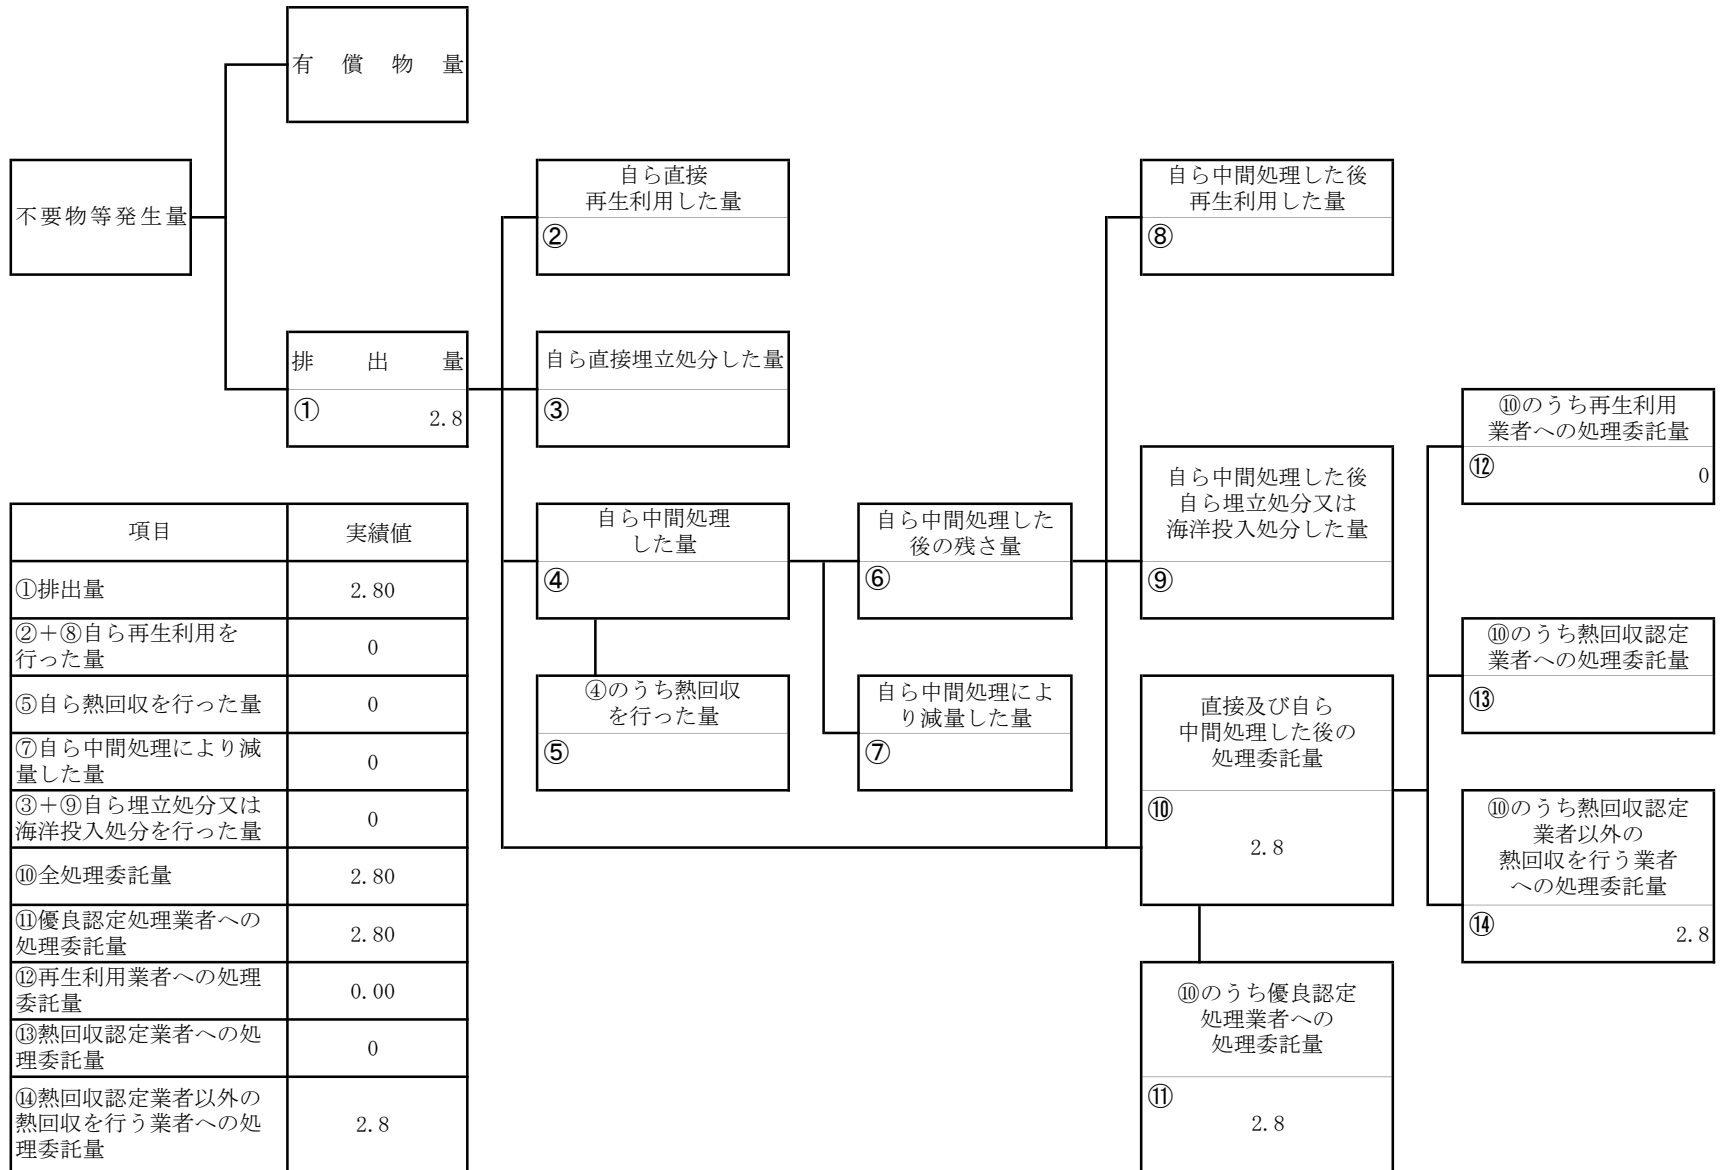 有償物量
不要物等発生量
排出量
①
2.8
自ら直接
再生利用した量
②
自ら直接埋立処分した量
③
自ら中間処理
した量
④
④のうち熱回収
を行った量
⑤
自ら中間処理した
後の残さ量
⑥
自ら中間処理によ
り減量した量
⑦
自ら中間処理した後
再生利用した量
⑧
自ら中間処理した後
自ら埋立処分又は
海洋投入処分した量
⑨
直接及び自ら
中間処理した後の
処理委託量
⑩
2.8
⑩のうち優良認定
処理業者への
処理委託量
⑪
2.8
⑩のうち再生利用
業者への処理委託量
⑫
0
⑩のうち熱回収認定
業者への処理委託量
⑬
⑩のうち熱回収認定
業者以外の
熱回収を行う業者
への処理委託量
⑭
2.8
項目 実績値
①排出量 2.80
②＋⑧自ら再生利用を
行った量 0
⑤自ら熱回収を行った量 0
⑦自ら中間処理により減
量した量 0
③＋⑨自ら埋立処分又は
海洋投入処分を行った量 0
⑩全処理委託量 2.80
⑪優良認定処理業者への
処理委託量 2.80
⑫再生利用業者への処理
委託量 0.00
⑬熱回収認定業者への処
理委託量 0
⑭熱回収認定業者以外の
熱回収を行う業者への処
理委託量 2.8